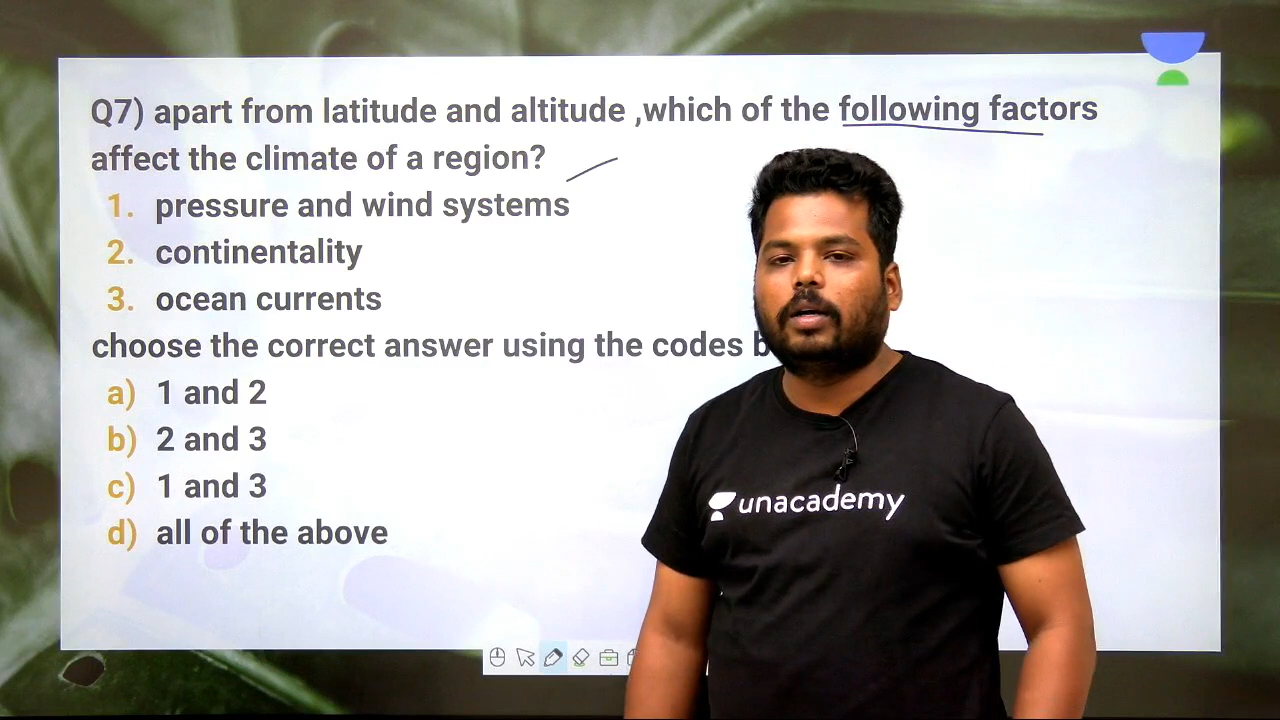 Q7) apart from latitude and altitude ,which of the following factors
affect the climate of a region?
1. pressure and wind systems
2. continentality
3. ocean currents
choose the correct answer using the codes
a) 1 and 2
b) 2 and 3
c) 1 and 3
d) all of the above
unacademy